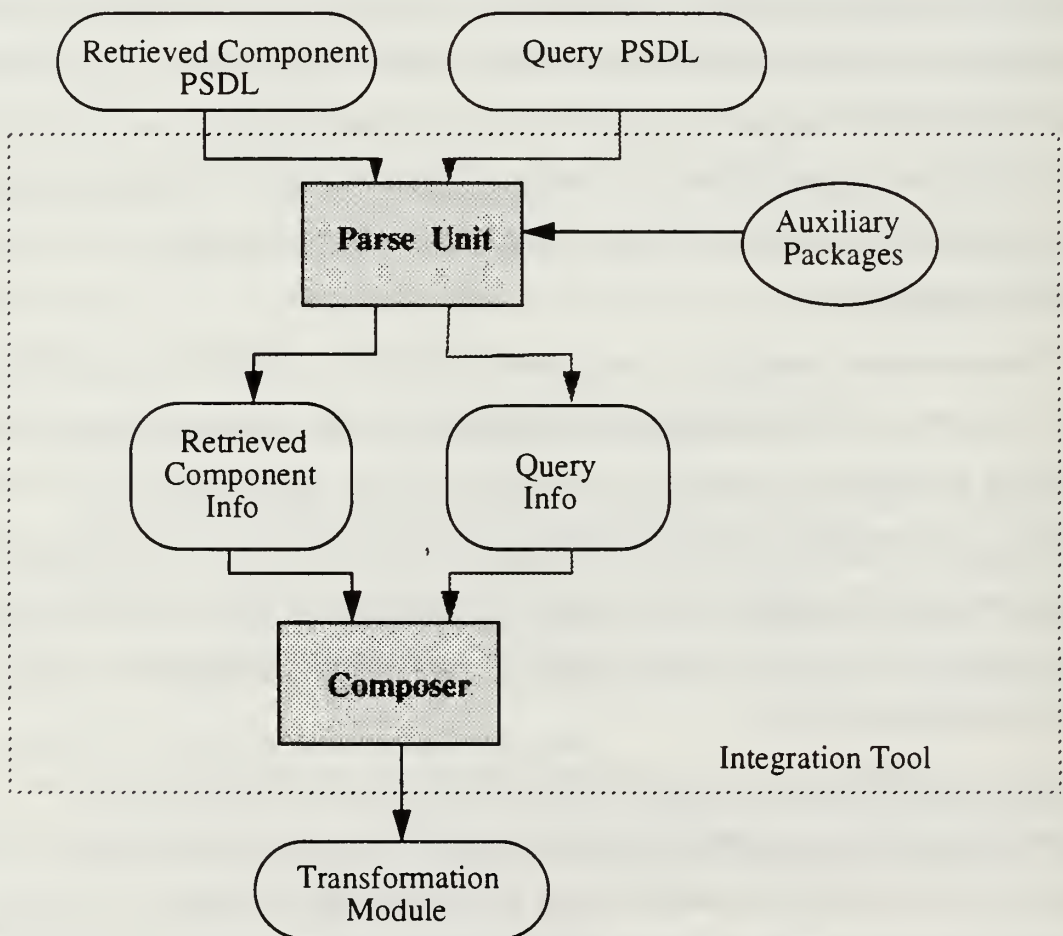 Retrieved Component
PSDL
Query PSDL
Parse Unit
Auxiliary
Packages
Retrieved
Component
Info
Query
Info
Composer
Integration Tool
Transformation
Module